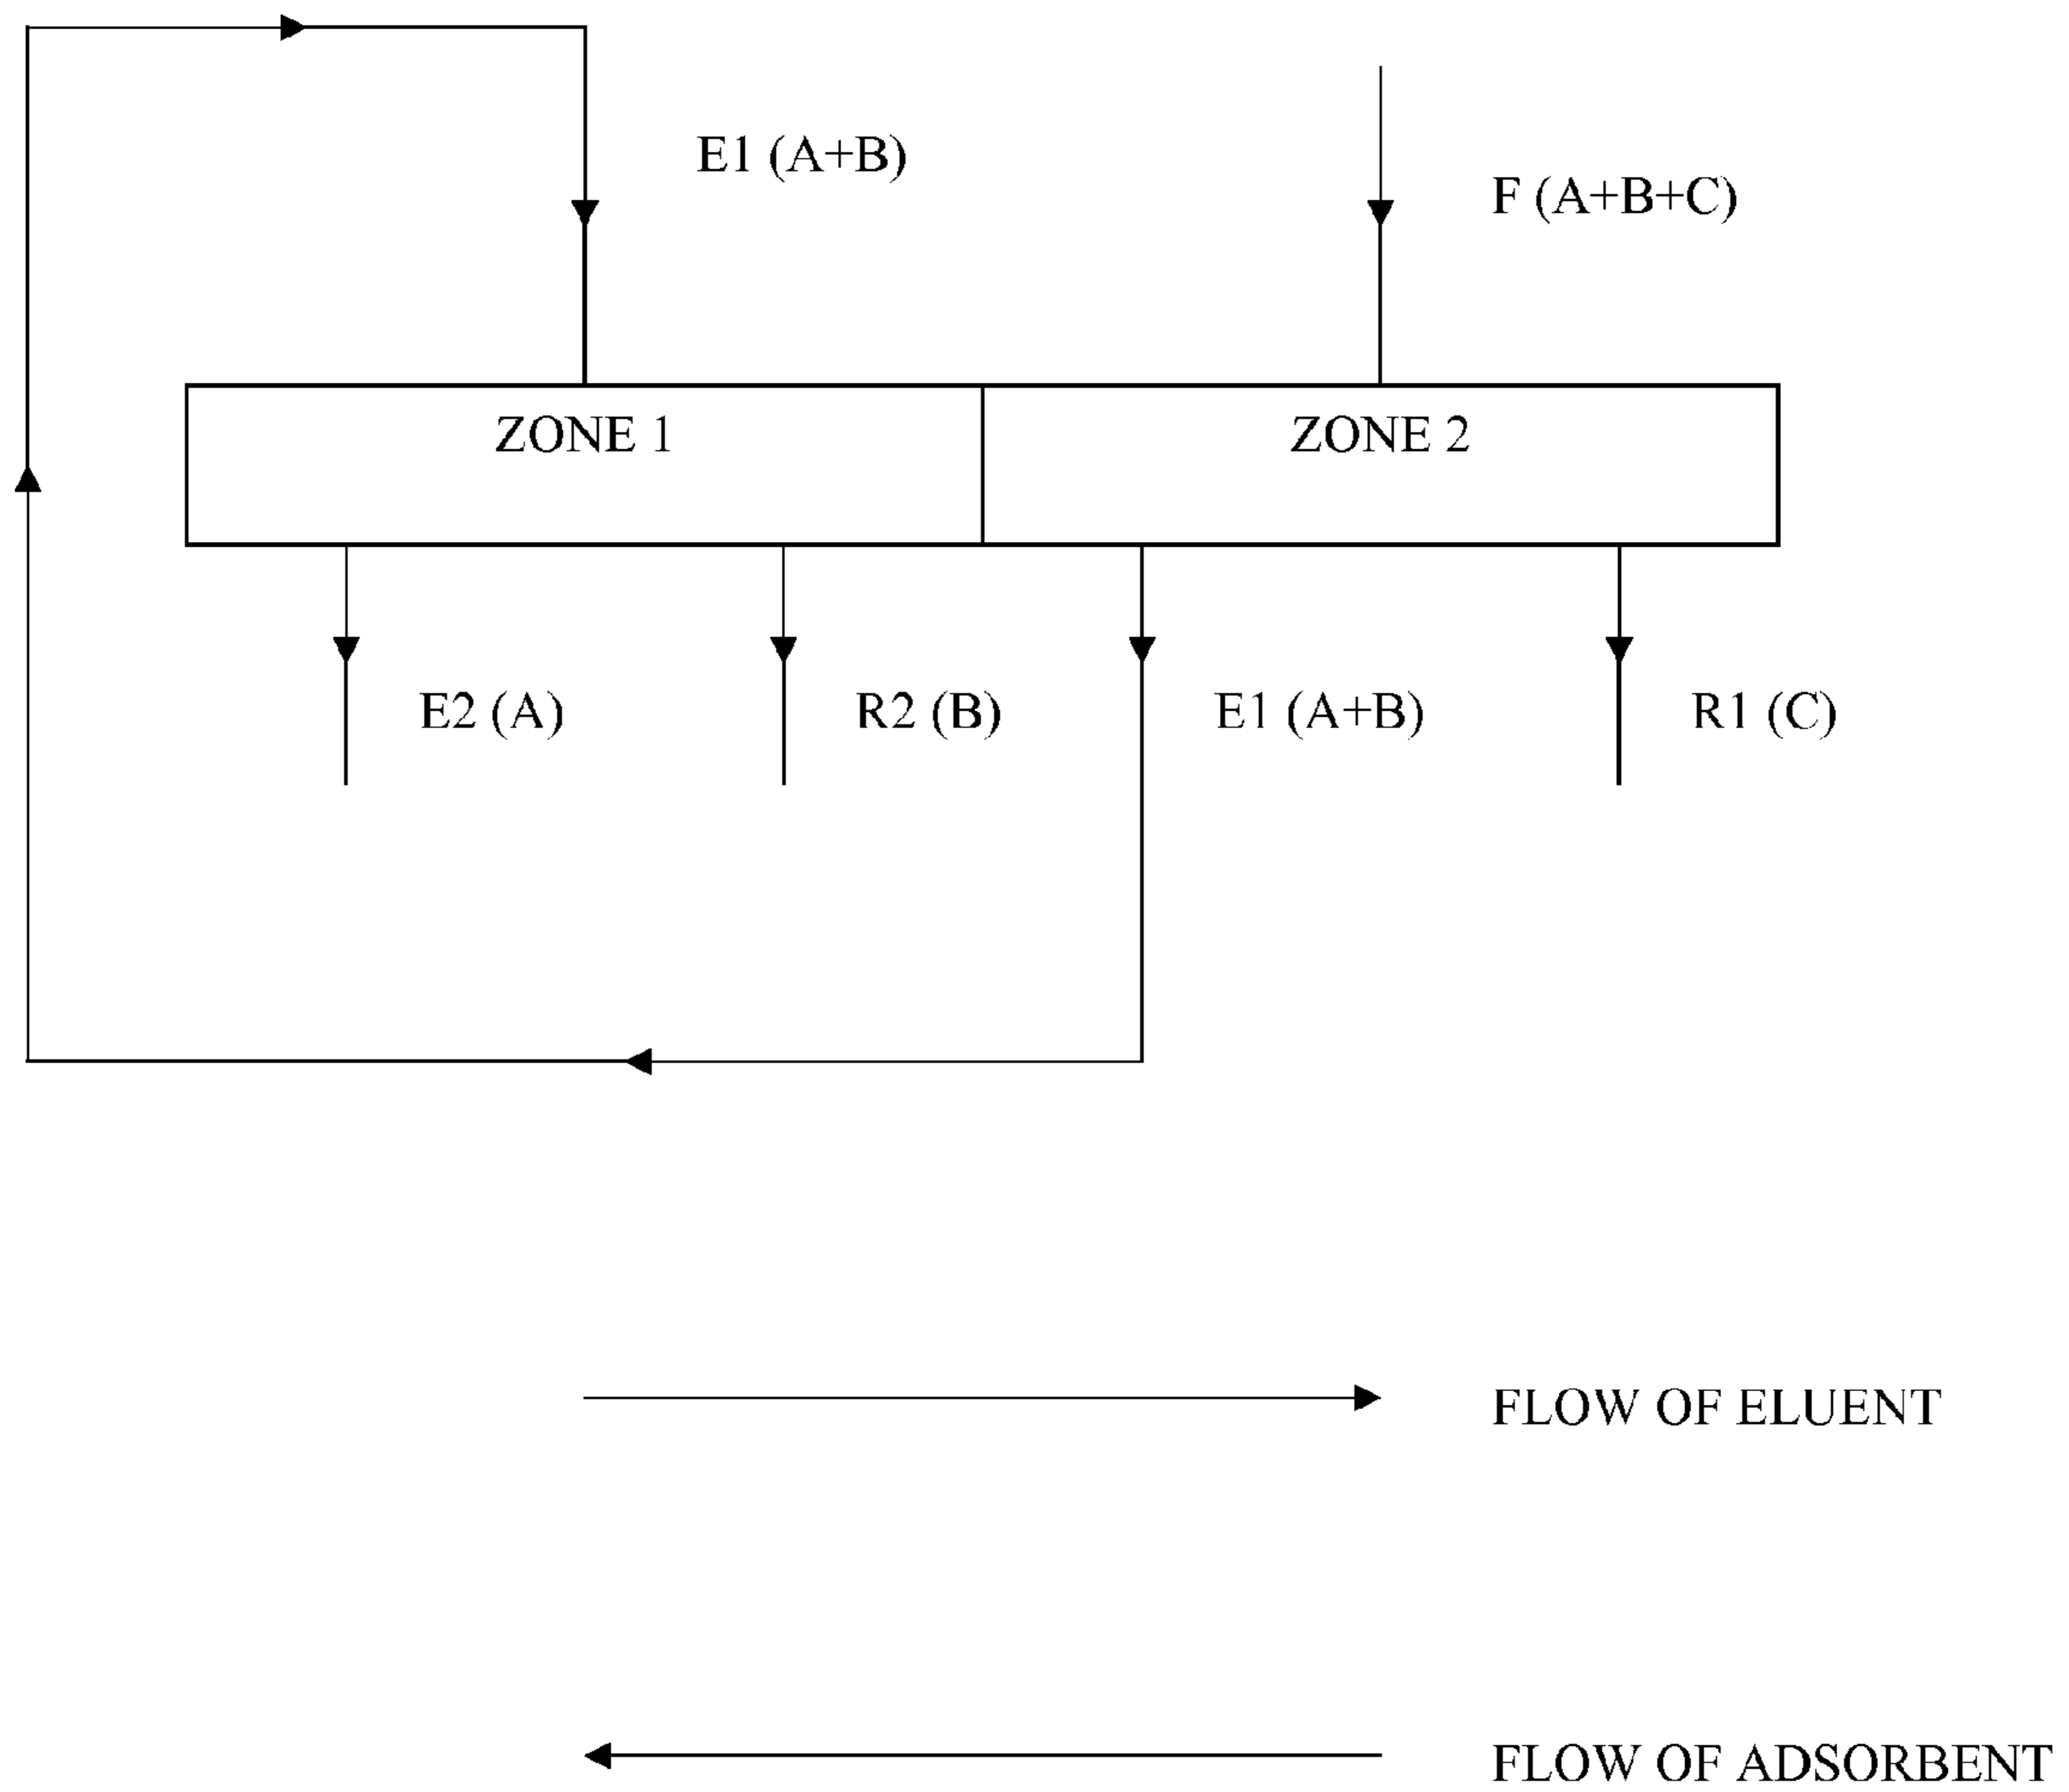 E1 (A+B)
F (A+B+C)
ZONE 1
ZONE 2
E2 (A)
R2 (B)
E1 (A+B)
R1 (C)
FLOW OF ELUENT
FLOW OF ADSORBENT